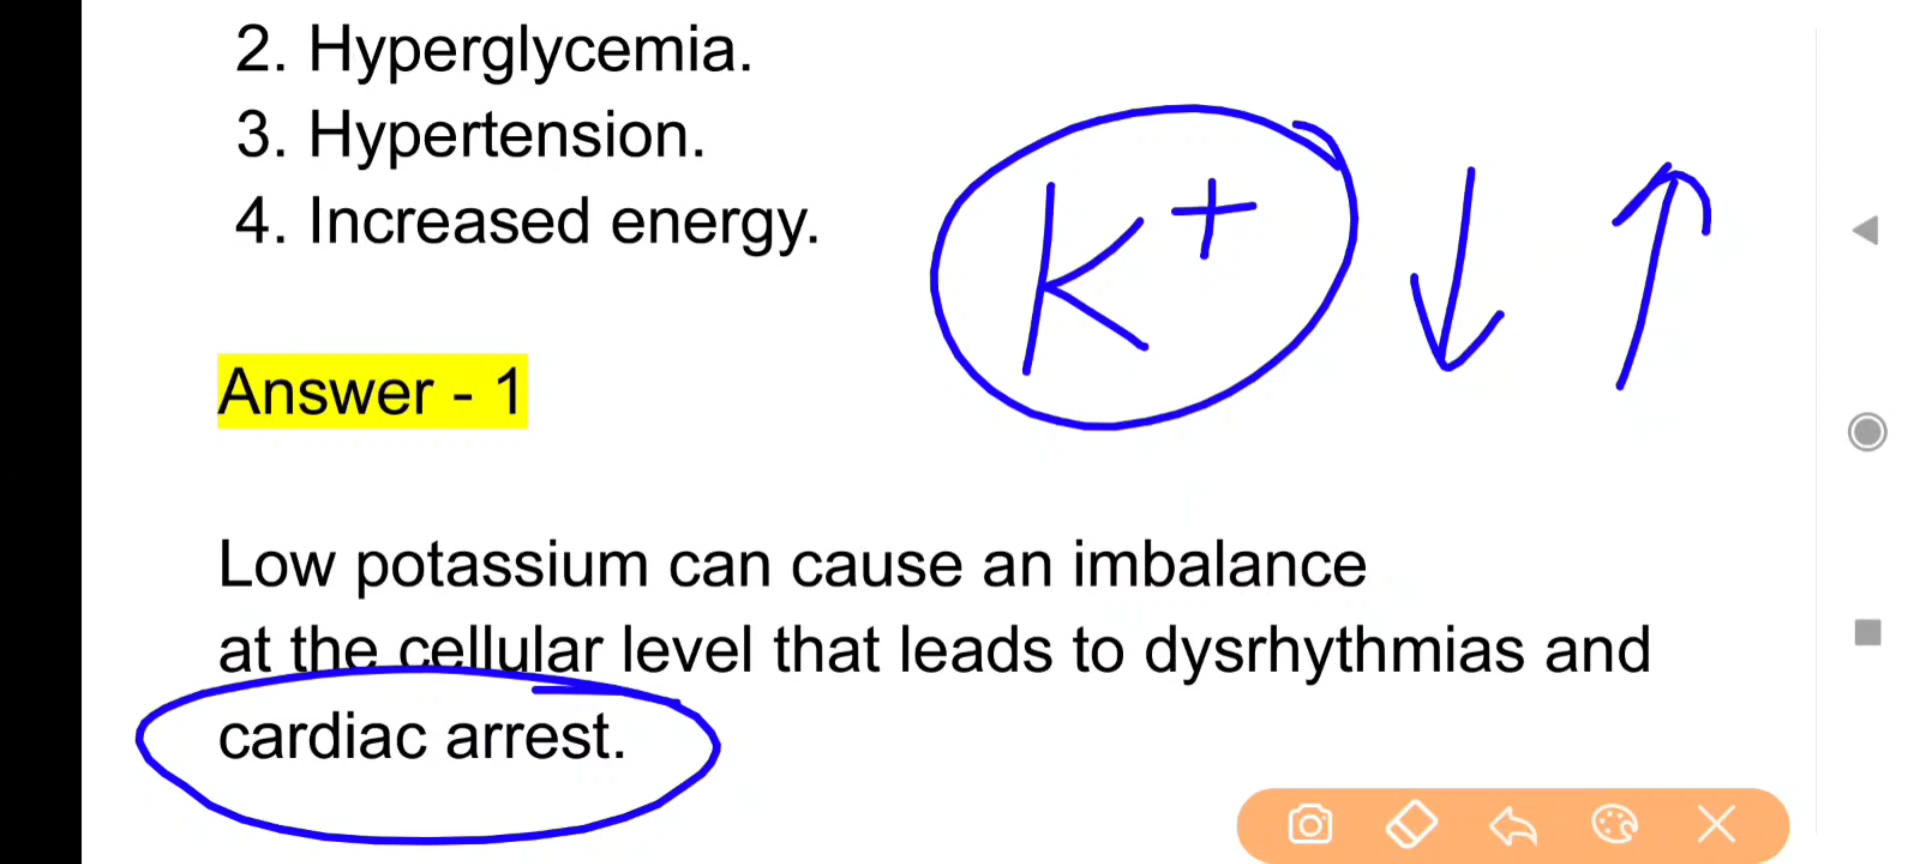 2. Hyperglycemia.
3. Hypertension.
4. Increased energy.
K+ ↓ ↑
Answer - 1
Low potassium can cause an imbalance
at the cellular level that leads to dysrhythmias and
cardiac arrest.